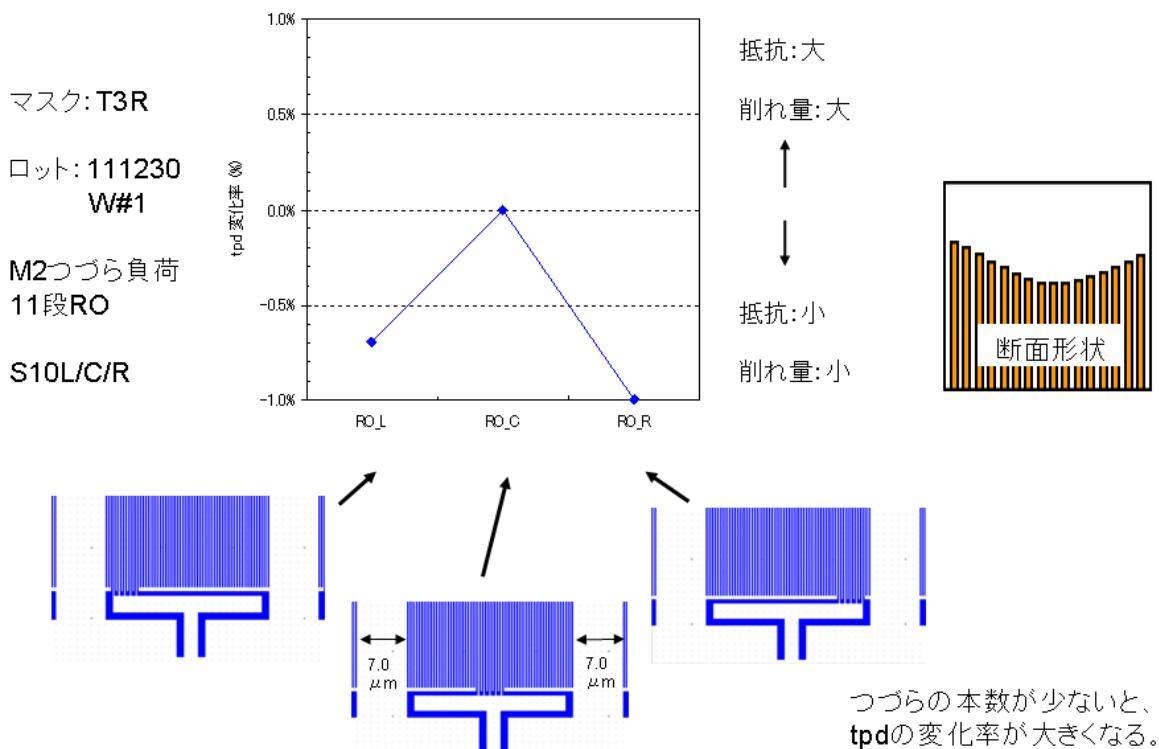 マスク: T3R
ロット: 111230
W#1
M2つづら負荷
11段RO
S10L/C/R
1.0%
0.5%
0.0%
-0.5%
-1.0%
tpd 変化率 (%)
RO_L
RO_C
RO_R
抵抗:大
削れ量:大
抵抗:小
削れ量:小
断面形状
7.0
μm
7.0
μm
つづらの本数が少ないと、
tpdの変化率が大きくなる。